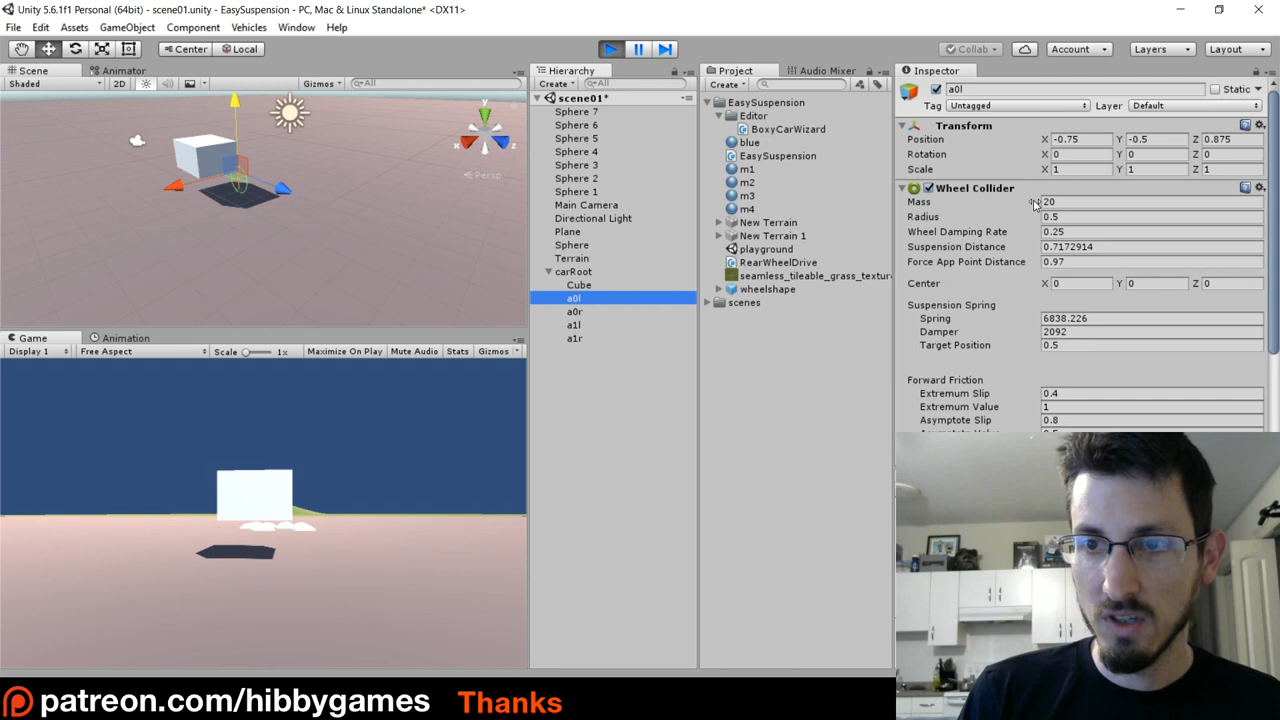 Unity 5.6.1f1 Personal (64bit) - scene01.unity - EasySuspension - PC, Mac & Linux Standalone* <DX11>
File Edit Assets GameObject Component Vehicles Window Help
Center Local Collab Account Layers Layout
Scene Animator
Shaded 2D Gizmos All
y
x z
Persp
Game Animation
Display 1 Free Aspect Scale 1x Maximize On Play Mute Audio Stats Gizmos
Hierarchy
Create All
scene01*
Sphere 7
Sphere 6
Sphere 5
Sphere 4
Sphere 3
Sphere 2
Sphere 1
Main Camera
Directional Light
Plane
Sphere
Terrain
carRoot
Cube
a0l
a0r
a1l
a1r
Project Audio Mixer
Create
EasySuspension
Editor
BoxyCarWizard
blue
EasySuspension
m1
m2
m3
m4
New Terrain
New Terrain 1
playground
RearWheelDrive
seamless_tileable_grass_texture
wheelshape
scenes
Inspector
a0l Static
Tag Untagged Layer Default
Transform
Position X -0.75 Y -0.5 Z 0.875
Rotation X 0 Y 0 Z 0
Scale X 1 Y 1 Z 1
Wheel Collider
Mass 20
Radius 0.5
Wheel Damping Rate 0.25
Suspension Distance 0.7172914
Force App Point Distance 0.97
Center X 0 Y 0 Z 0
Suspension Spring
Spring 6838.226
Damper 2092
Target Position 0.5
Forward Friction
Extremum Slip 0.4
Extremum Value 1
Asymptote Slip 0.8
patreon.com/hibbygames Thanks